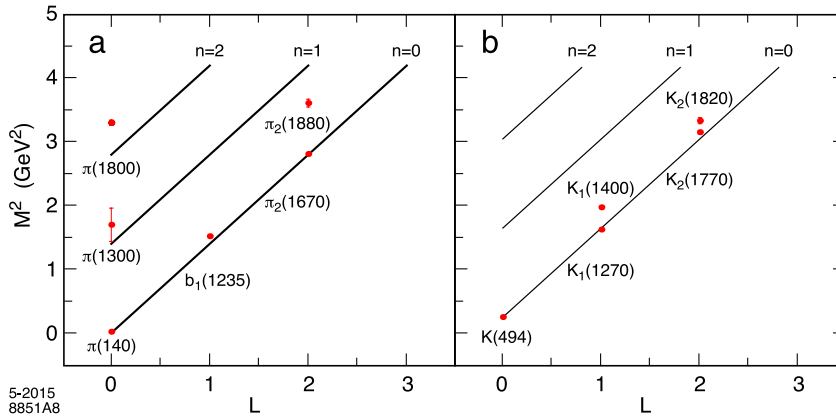 a
n=2
n=1
n=0
b
n=2
n=1
n=0
5
4
3
2
1
0
M² (GeV²)
π(1800)
π₂(1880)
π₂(1670)
π(1300)
b₁(1235)
π(140)
K₂(1820)
K₂(1770)
K₁(1400)
K₁(1270)
K(494)
0
1
2
3
0
1
2
3
L
L
5-2015
8851A8